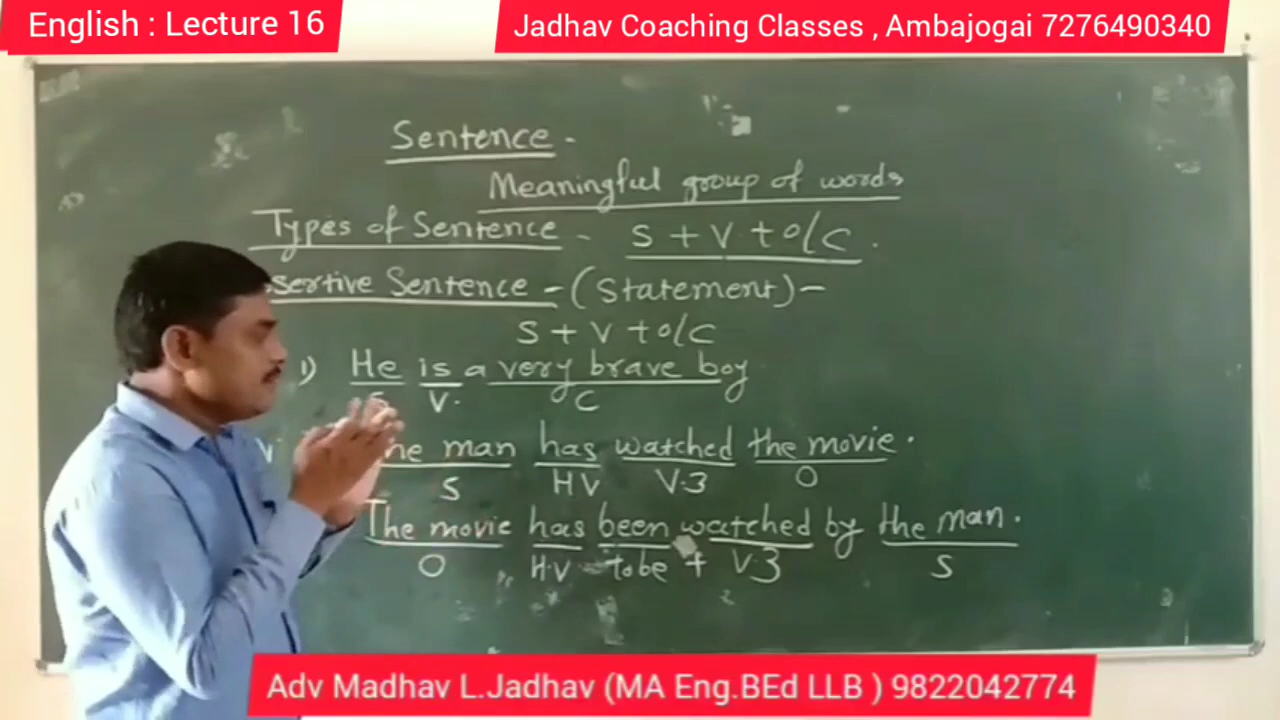 English : Lecture 16
Jadhav Coaching Classes , Ambajogai 7276490340
Sentence -
Meaningful group of words
Types of Sentence - S + V + O/C .
sertive Sentence - (Statement) -
S + V + O/C
1) He is a very brave boy
S V. C
he man has watched the movie.
S HV V.3 O
The movie has been watched by the man.
O H.V tobe + V3 S
Adv Madhav L.Jadhav (MA Eng.BEd LLB ) 9822042774